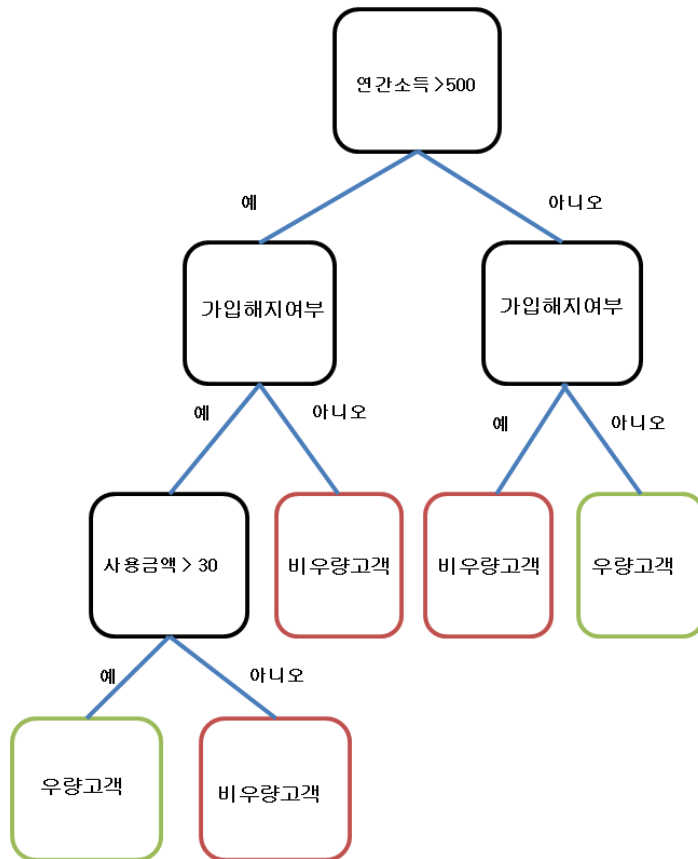 연간소득>500
예
아니오
가입해지여부
가입해지여부
예
아니오
예
아니오
사용금액 > 30
비우량고객
비우량고객
우량고객
예
아니오
우량고객
비우량고객